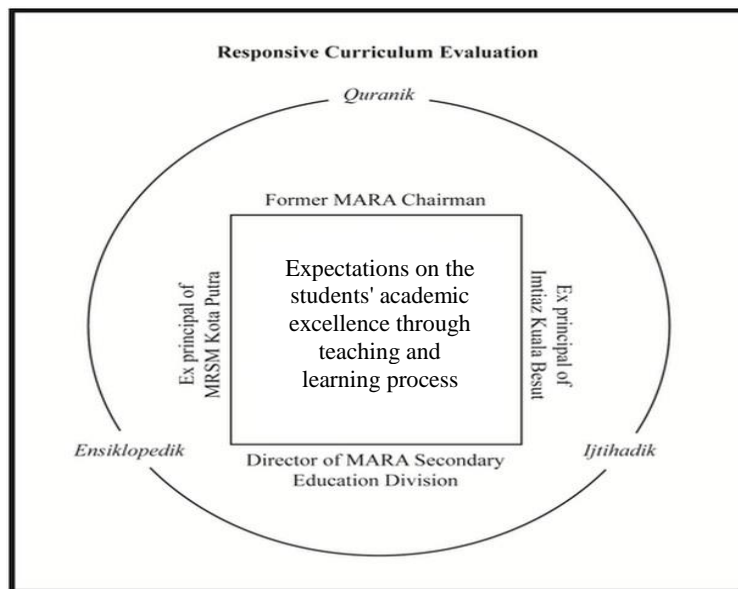 Responsive Curriculum Evaluation
Quranik
Former MARA Chairman
Ex principal of
MRSM Kota Putra
Expectations on the
students' academic
excellence through
teaching and
learning process
Ex principal of
Imtiaz Kuala Besut
Ensiklopedik
Director of MARA Secondary
Education Division
Ijtihadik